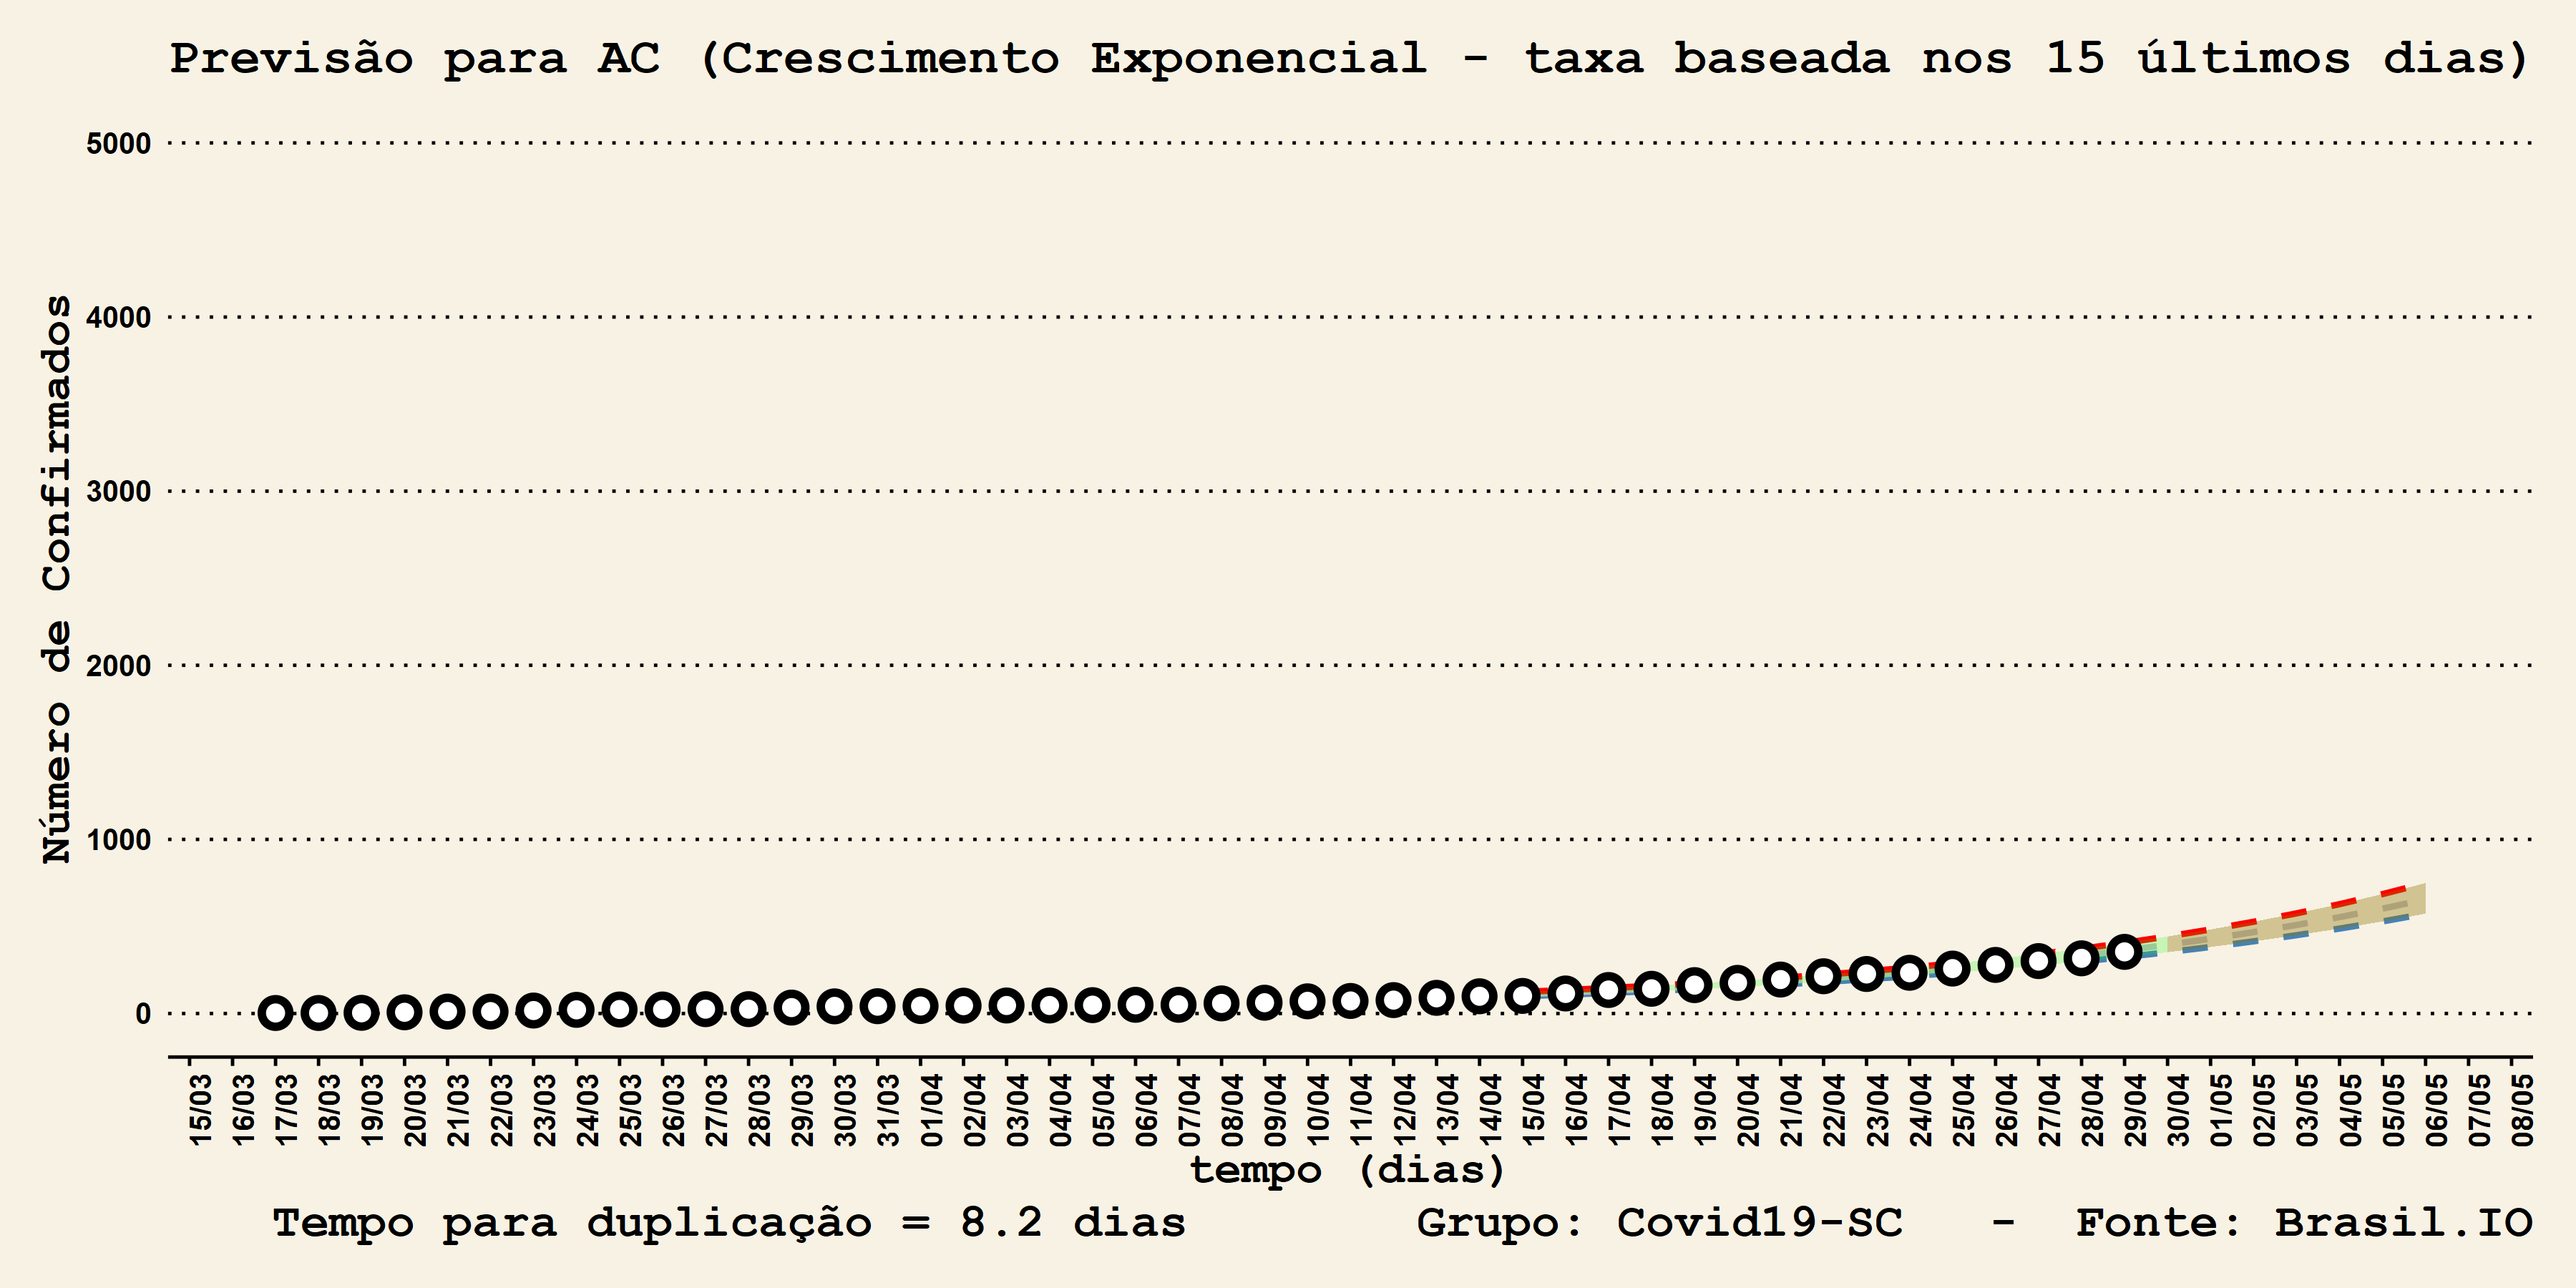 Previsão para AC (Crescimento Exponencial - taxa baseada nos 15 últimos dias)
Número de Confirmados
5000
4000
3000
2000
1000
0
15/03 16/03 17/03 18/03 19/03 20/03 21/03 22/03 23/03 24/03 25/03 26/03 27/03 28/03 29/03 30/03 31/03 01/04 02/04 03/04 04/04 05/04 06/04 07/04 08/04 09/04 10/04 11/04 12/04 13/04 14/04 15/04 16/04 17/04 18/04 19/04 20/04 21/04 22/04 23/04 24/04 25/04 26/04 27/04 28/04 29/04 30/04 01/05 02/05 03/05 04/05 05/05 06/05 07/05 08/05
tempo (dias)
Tempo para duplicação = 8.2 dias Grupo: Covid19-SC - Fonte: Brasil.IO